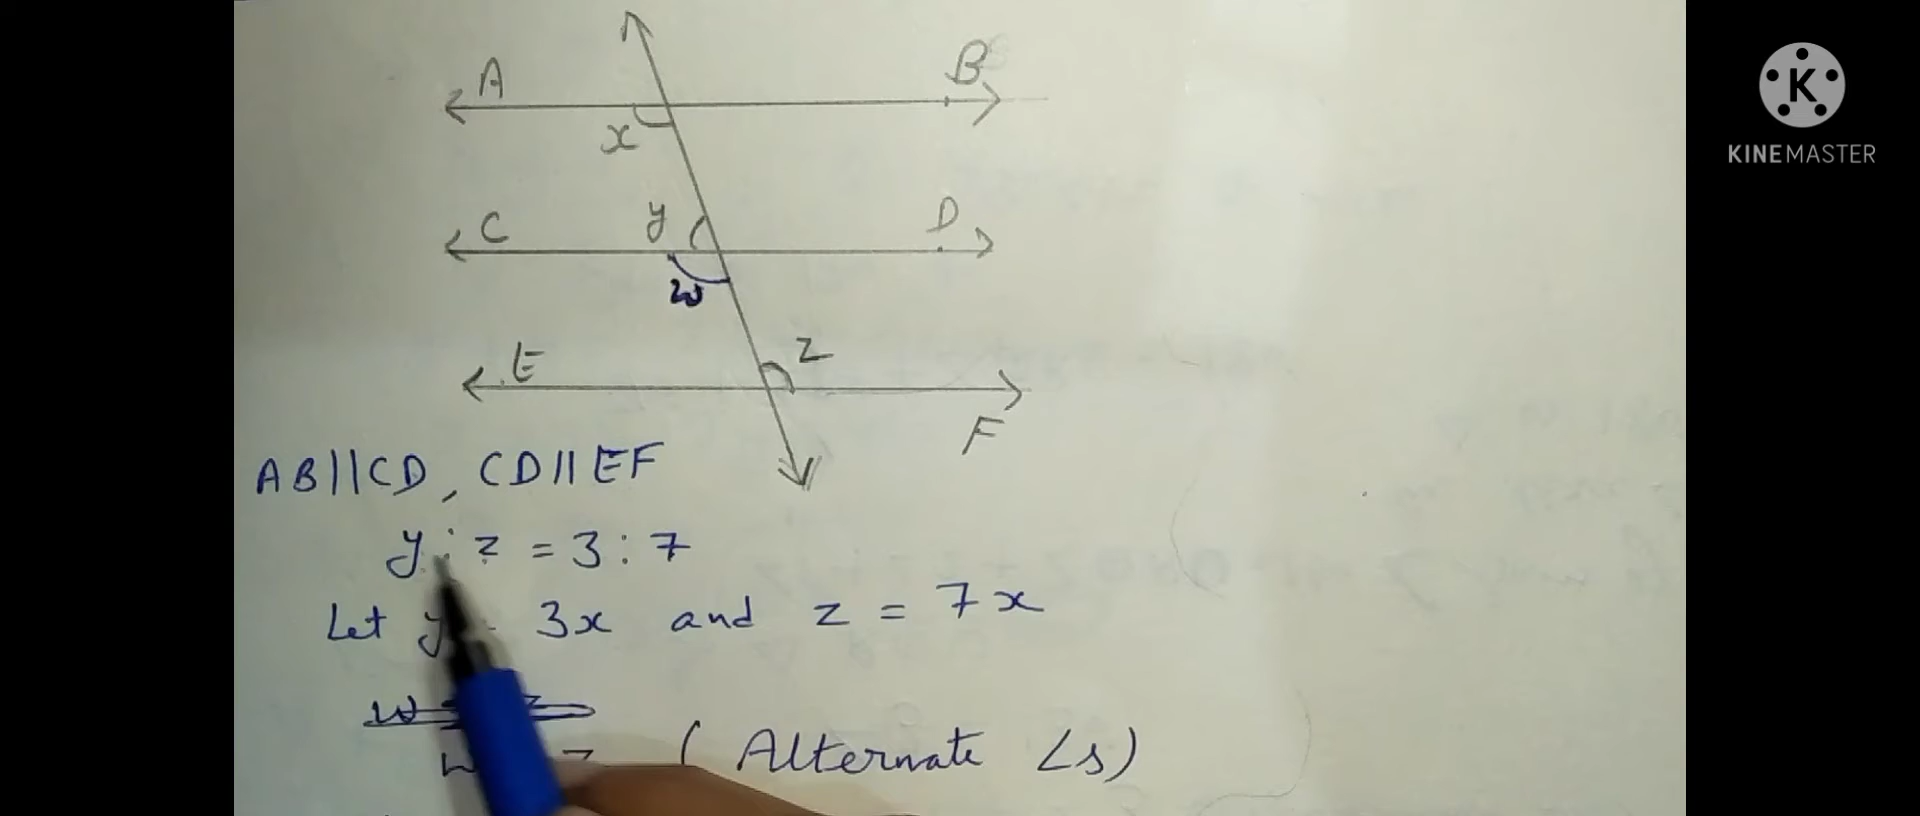 A
B
x
C
y
D
w
E
z
F
AB||CD, CD||EF
y : z = 3 : 7
Let y = 3x and z = 7x
w = z
w = z ( Alternate ∠s)
K
KINEMASTER